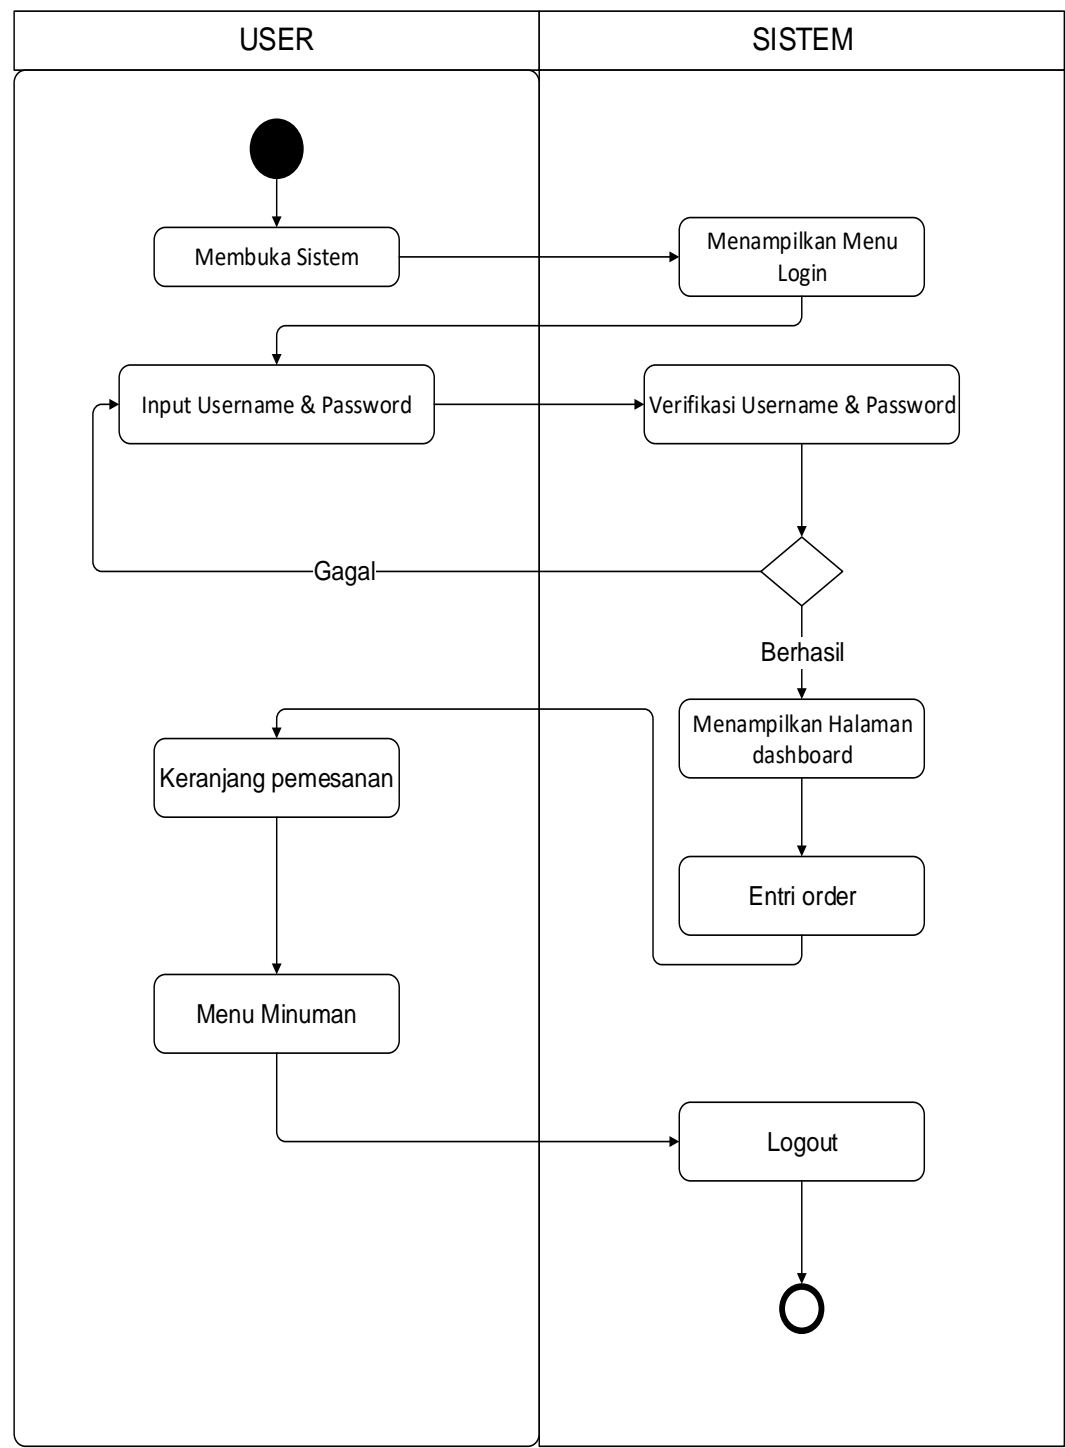 USER
SISTEM
Membuka Sistem
Menampilkan Menu
Login
Input Username & Password
Verifikasi Username & Password
Gagal
Berhasil
Menampilkan Halaman
dashboard
Keranjang pemesanan
Entri order
Menu Minuman
Logout